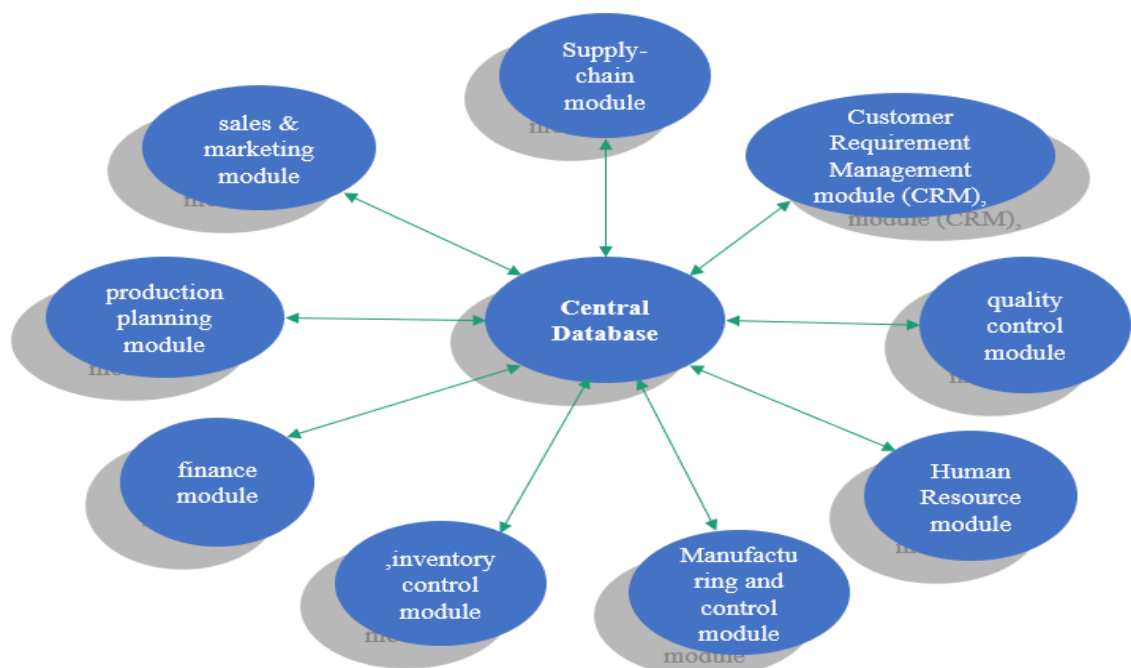 Supply-
chain
module
sales &
marketing
module
Customer
Requirement
Management
module (CRM),
module (CRM),
production
planning
module
Central
Database
quality
control
module
finance
module
Human
Resource
module
,inventory
control
module
Manufactu
ring and
control
module
module